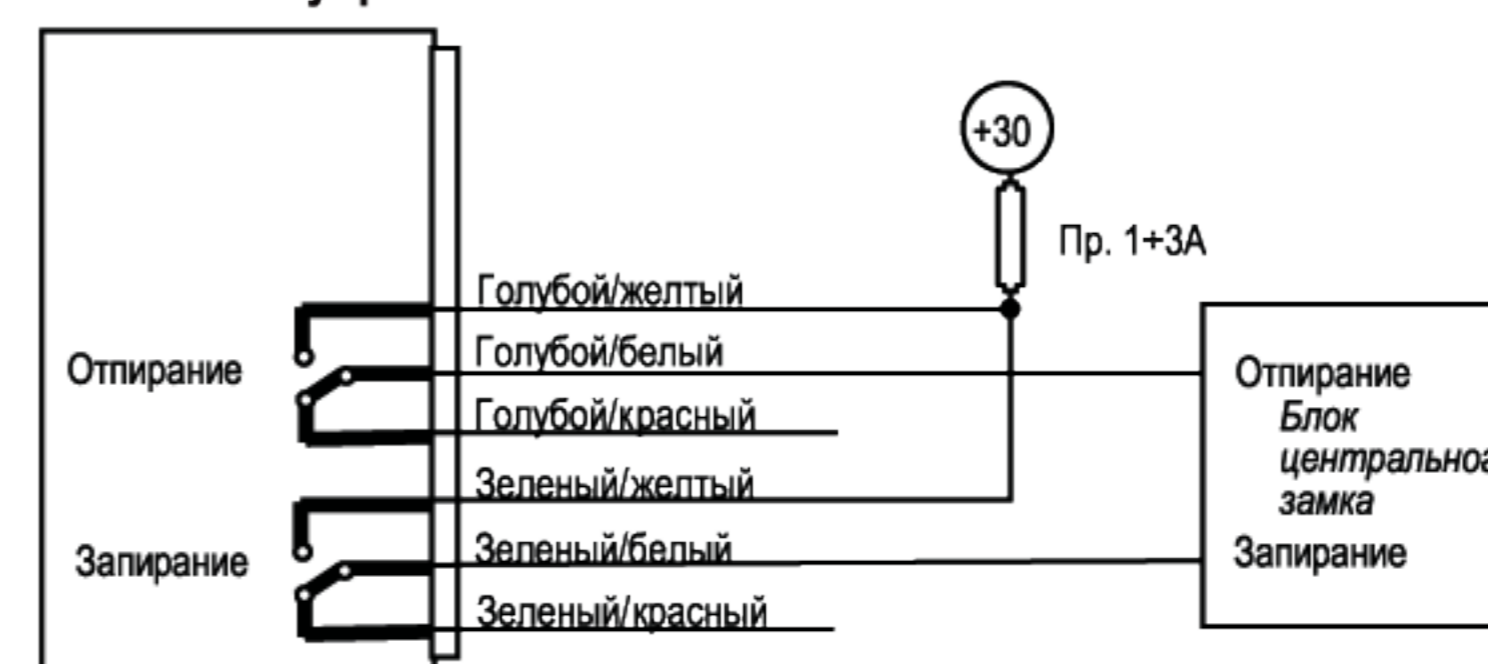 +30
Пр. 1+3А
Голубой/желтый
Голубой/белый
Отпирание
Отпирание
Голубой/красный
Блок
Зеленый/желтый
замка
Зеленый/белый
Запирание
Запирание
Зеленый/красный